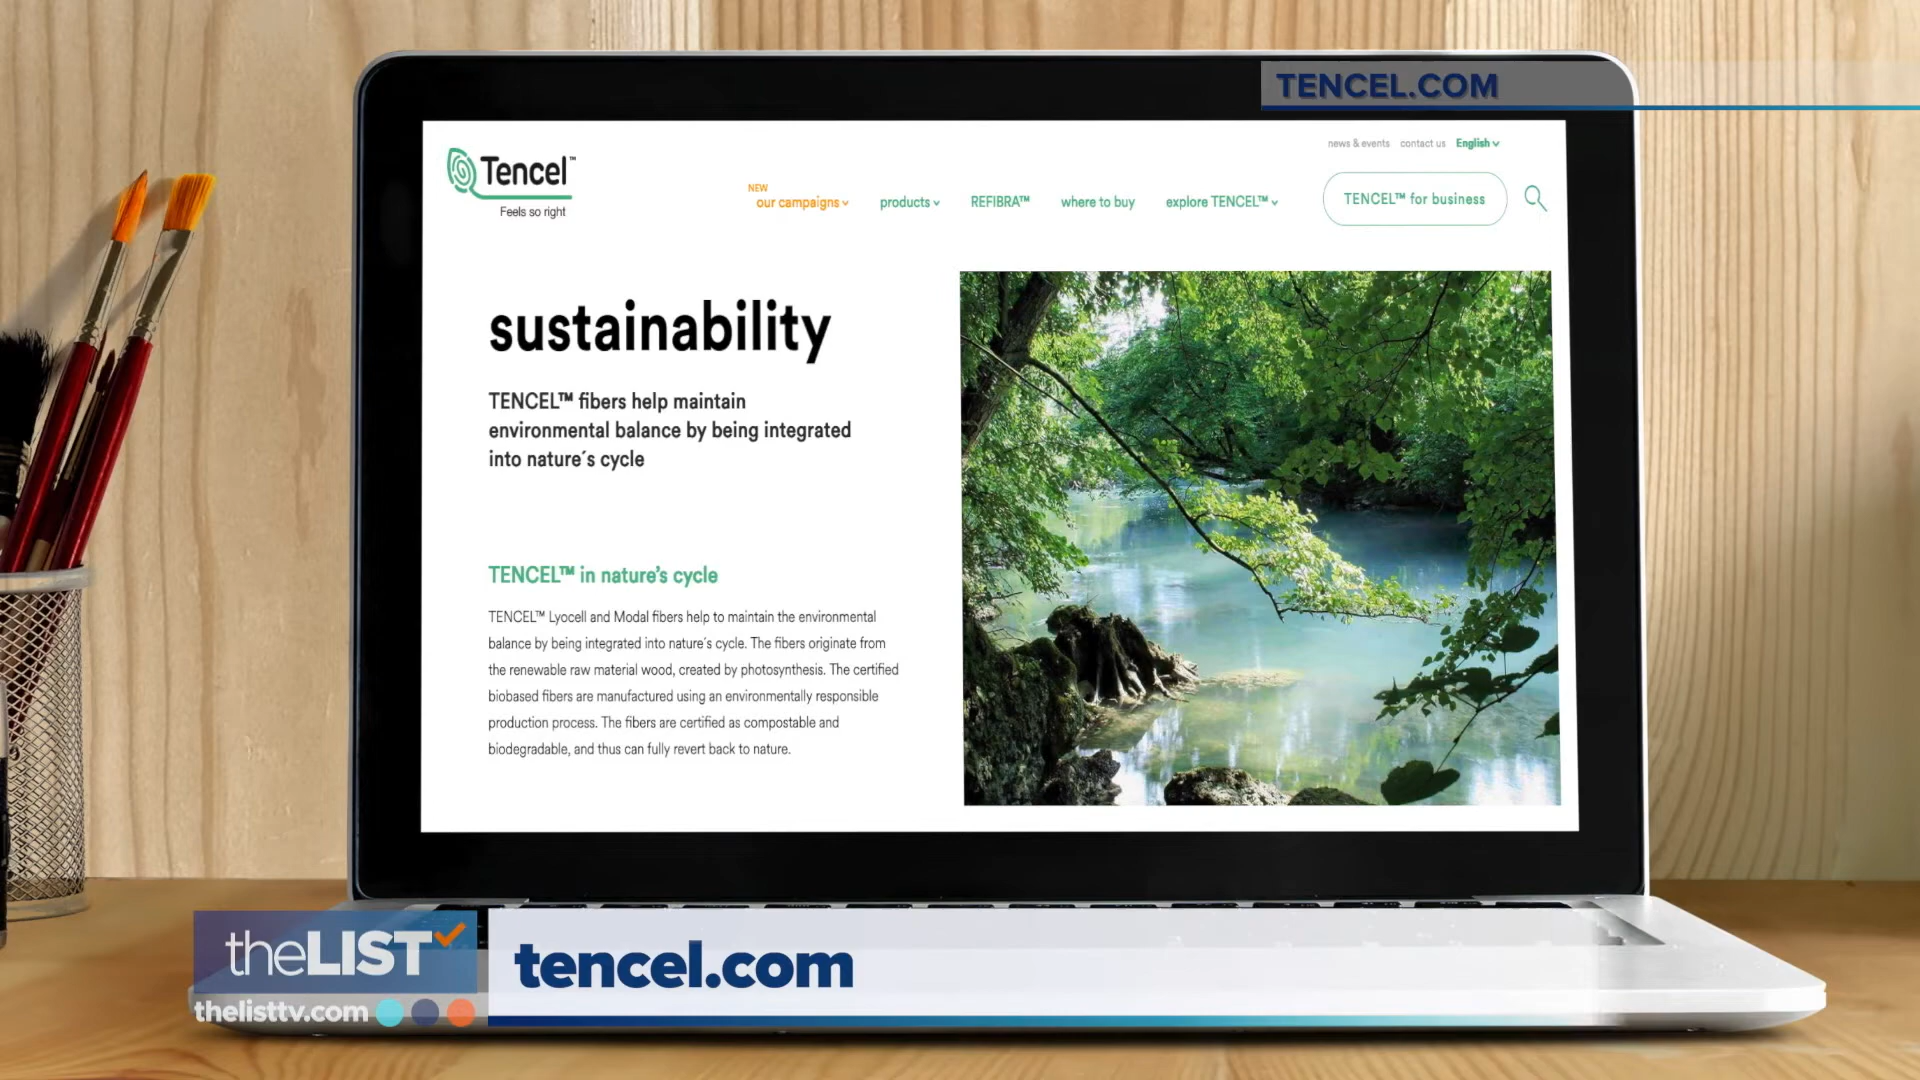 TENCEL.COM
news & events contact us English
Tencel™
Feels so right
NEW
our campaigns products REFIBRA™ where to buy explore TENCEL™ TENCEL™ for business
sustainability
TENCEL™ fibers help maintain
environmental balance by being integrated
into nature´s cycle
TENCEL™ in nature’s cycle
TENCEL™ Lyocell and Modal fibers help to maintain the environmental
balance by being integrated into nature´s cycle. The fibers originate from
the renewable raw material wood, created by photosynthesis. The certified
biobased fibers are manufactured using an environmentally responsible
production process. The fibers are certified as compostable and
biodegradable, and thus can fully revert back to nature.
theLIST
tencel.com
thelisttv.com